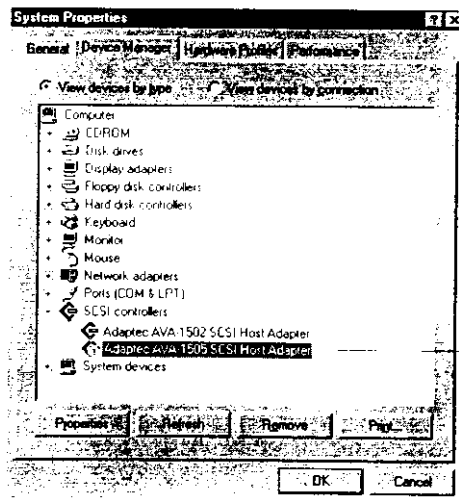 System Properties
General Device Manager Hardware Profiles Performance
View devices by type View devices by connection
Computer
CDROM
Disk drives
Display adapters
Floppy disk controllers
Hard disk controllers
Keyboard
Monitor
Mouse
Network adapters
Ports (COM & LPT)
SCSI controllers
Adaptec AVA-1502 SCSI Host Adapter
Adaptec AVA-1505 SCSI Host Adapter
System devices
Properties Refresh Remove Print...
OK Cancel